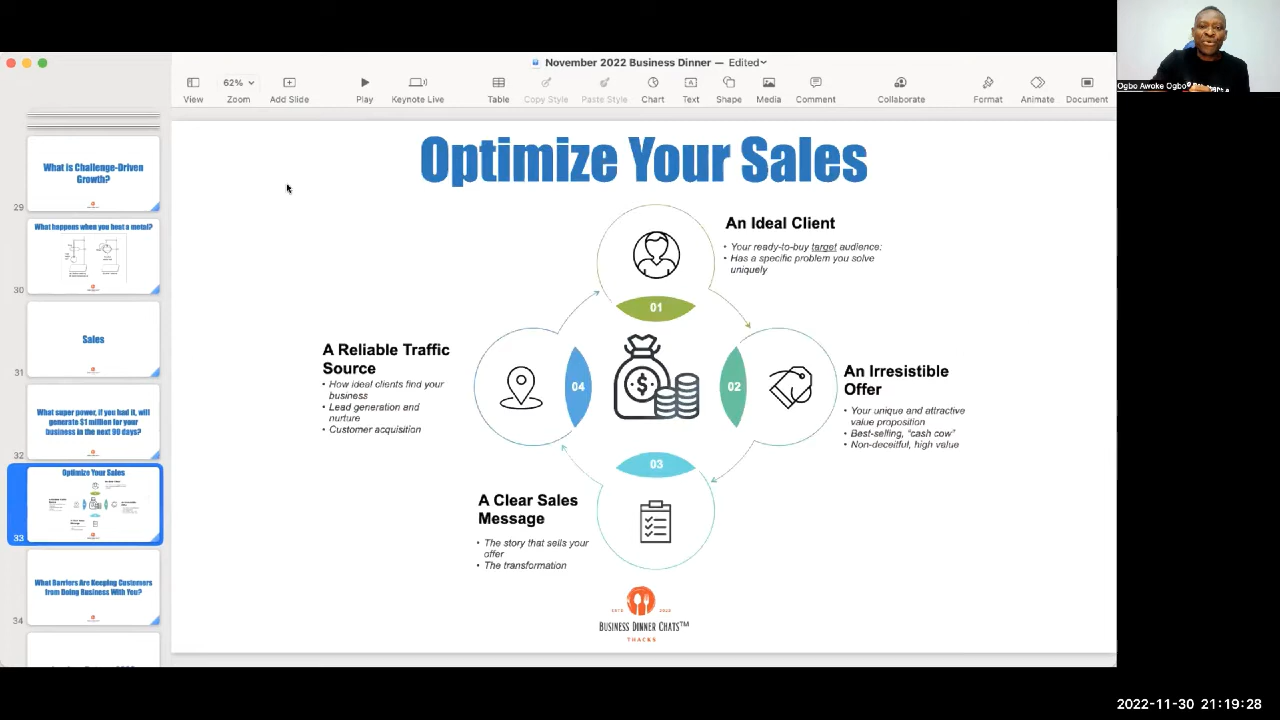 November 2022 Business Dinner — Edited
62%
View
Zoom
Add Slide
Play
Keynote Live
Table
Copy Style
Paste Style
Chart
Text
Shape
Media
Comment
Collaborate
Format
Animate
Document
Ogbo Awoke Ogbo
What is Challenge-Driven
Growth?
29
What happens when you heat a metal?
30
Sales
31
What super power, if you had it, will
generate $1 million for your
business in the next 90 days?
32
Optimize Your Sales
33
What Barriers Are Keeping Customers
from Doing Business With You?
34
Optimize Your Sales
An Ideal Client
• Your ready-to-buy target audience:
• Has a specific problem you solve
uniquely
01
A Reliable Traffic
Source
• How ideal clients find your
business
• Lead generation and
nurture
• Customer acquisition
04
$
02
An Irresistible
Offer
• Your unique and attractive
value proposition
• Best-selling, “cash cow”
• Non-deceitful, high value
03
A Clear Sales
Message
• The story that sells your
offer
• The transformation
BUSINESS DINNER CHATS™
THACKS
2022-11-30 21:19:28